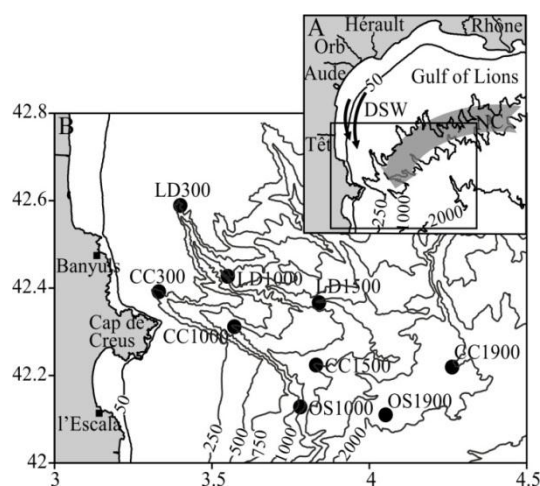 A
Hérault
Rhône
Orb
Aude
50
Gulf of Lions
DSW
NC
Têt
250
1000
2000
B
42.8
42.6
42.4
42.2
42
3
3.5
4
4.5
LD300
Banyuls
CC300
LD1000
LD1500
Cap de
Creus
CC1000
CC1500
CC1900
OS1000
OS1900
l'Escala
50
250
500
750
1000
2000